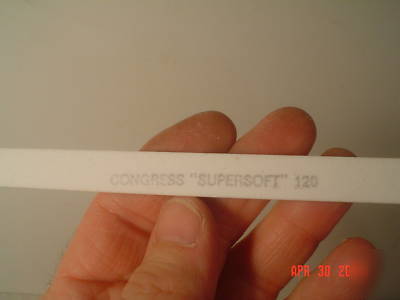 CONGRESS "SUPERSOFT" 120
APR 30